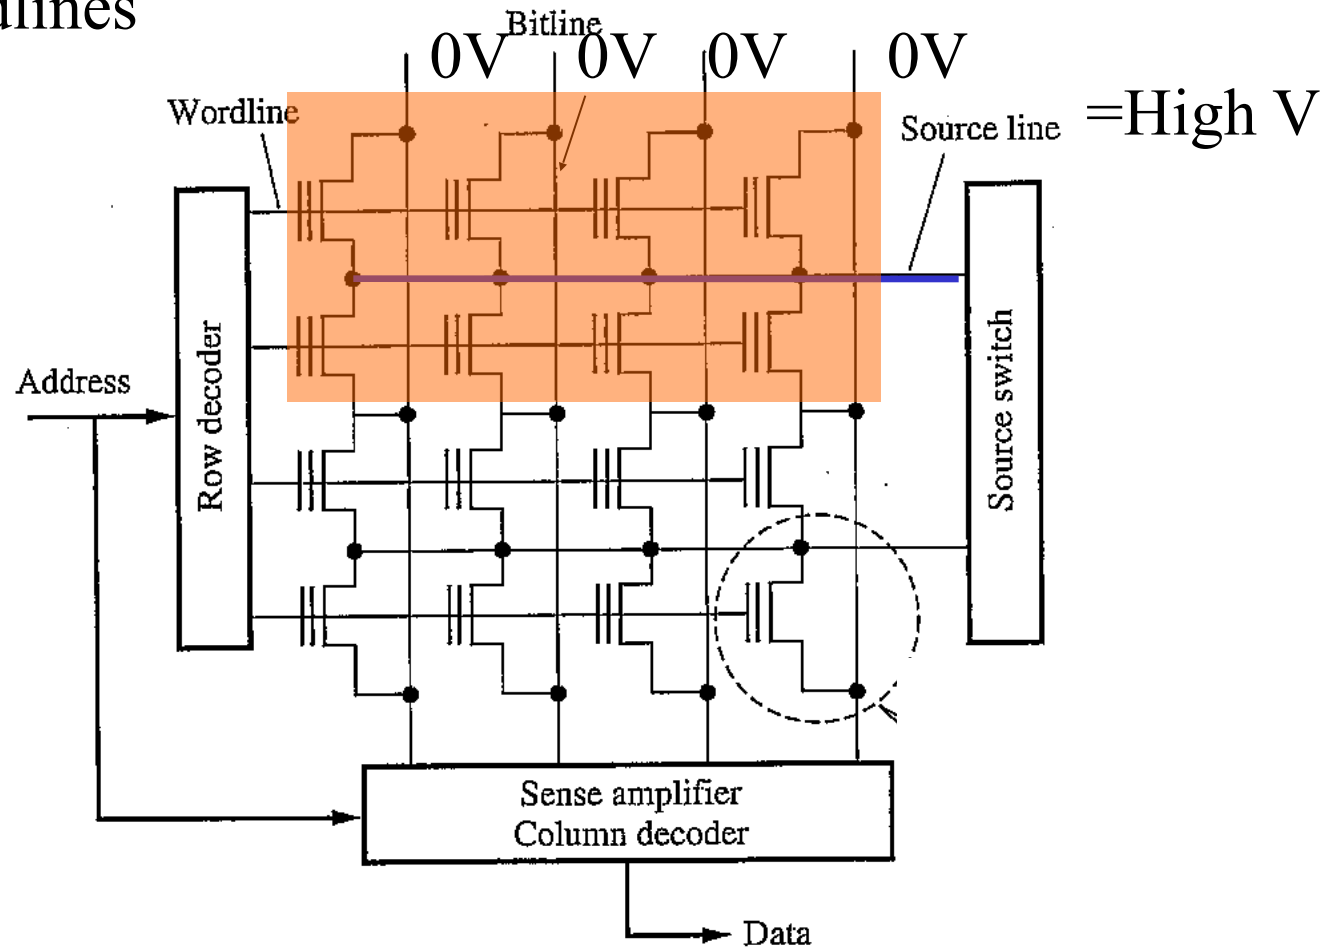 Bitline
0V 0V 0V 0V
Wordline
Source line
=High V
Address
Row decoder
Source switch
Sense amplifier
Column decoder
Data